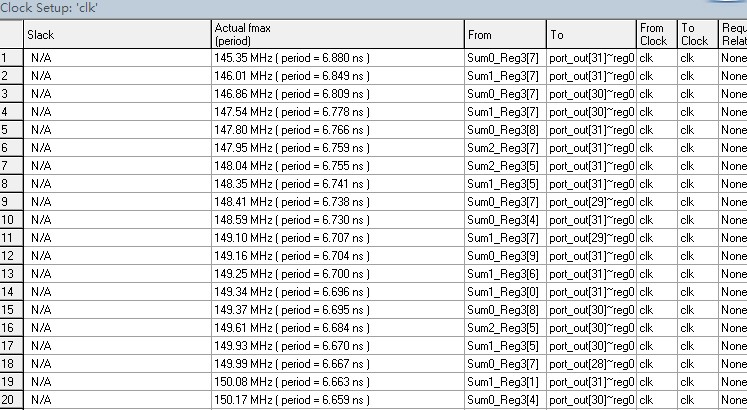 Clock Setup: 'clk'
Slack Actual fmax (period) From To From Clock To Clock Requ Relat
1 N/A 145.35 MHz ( period = 6.880 ns ) Sum0_Reg3[7] port_out[31]~reg0 clk clk None
2 N/A 146.01 MHz ( period = 6.849 ns ) Sum1_Reg3[7] port_out[31]~reg0 clk clk None
3 N/A 146.86 MHz ( period = 6.809 ns ) Sum0_Reg3[7] port_out[30]~reg0 clk clk None
4 N/A 147.54 MHz ( period = 6.778 ns ) Sum1_Reg3[7] port_out[30]~reg0 clk clk None
5 N/A 147.80 MHz ( period = 6.766 ns ) Sum0_Reg3[8] port_out[31]~reg0 clk clk None
6 N/A 147.95 MHz ( period = 6.759 ns ) Sum2_Reg3[7] port_out[31]~reg0 clk clk None
7 N/A 148.04 MHz ( period = 6.755 ns ) Sum2_Reg3[5] port_out[31]~reg0 clk clk None
8 N/A 148.35 MHz ( period = 6.741 ns ) Sum1_Reg3[5] port_out[31]~reg0 clk clk None
9 N/A 148.41 MHz ( period = 6.738 ns ) Sum0_Reg3[7] port_out[29]~reg0 clk clk None
10 N/A 148.59 MHz ( period = 6.730 ns ) Sum0_Reg3[4] port_out[31]~reg0 clk clk None
11 N/A 149.10 MHz ( period = 6.707 ns ) Sum1_Reg3[7] port_out[29]~reg0 clk clk None
12 N/A 149.16 MHz ( period = 6.704 ns ) Sum0_Reg3[9] port_out[31]~reg0 clk clk None
13 N/A 149.25 MHz ( period = 6.700 ns ) Sum1_Reg3[6] port_out[31]~reg0 clk clk None
14 N/A 149.34 MHz ( period = 6.696 ns ) Sum1_Reg3[0] port_out[31]~reg0 clk clk None
15 N/A 149.37 MHz ( period = 6.695 ns ) Sum0_Reg3[8] port_out[30]~reg0 clk clk None
16 N/A 149.61 MHz ( period = 6.684 ns ) Sum2_Reg3[5] port_out[30]~reg0 clk clk None
17 N/A 149.93 MHz ( period = 6.670 ns ) Sum1_Reg3[5] port_out[30]~reg0 clk clk None
18 N/A 149.99 MHz ( period = 6.667 ns ) Sum0_Reg3[7] port_out[28]~reg0 clk clk None
19 N/A 150.08 MHz ( period = 6.663 ns ) Sum1_Reg3[1] port_out[31]~reg0 clk clk None
20 N/A 150.17 MHz ( period = 6.659 ns ) Sum0_Reg3[4] port_out[30]~reg0 clk clk None